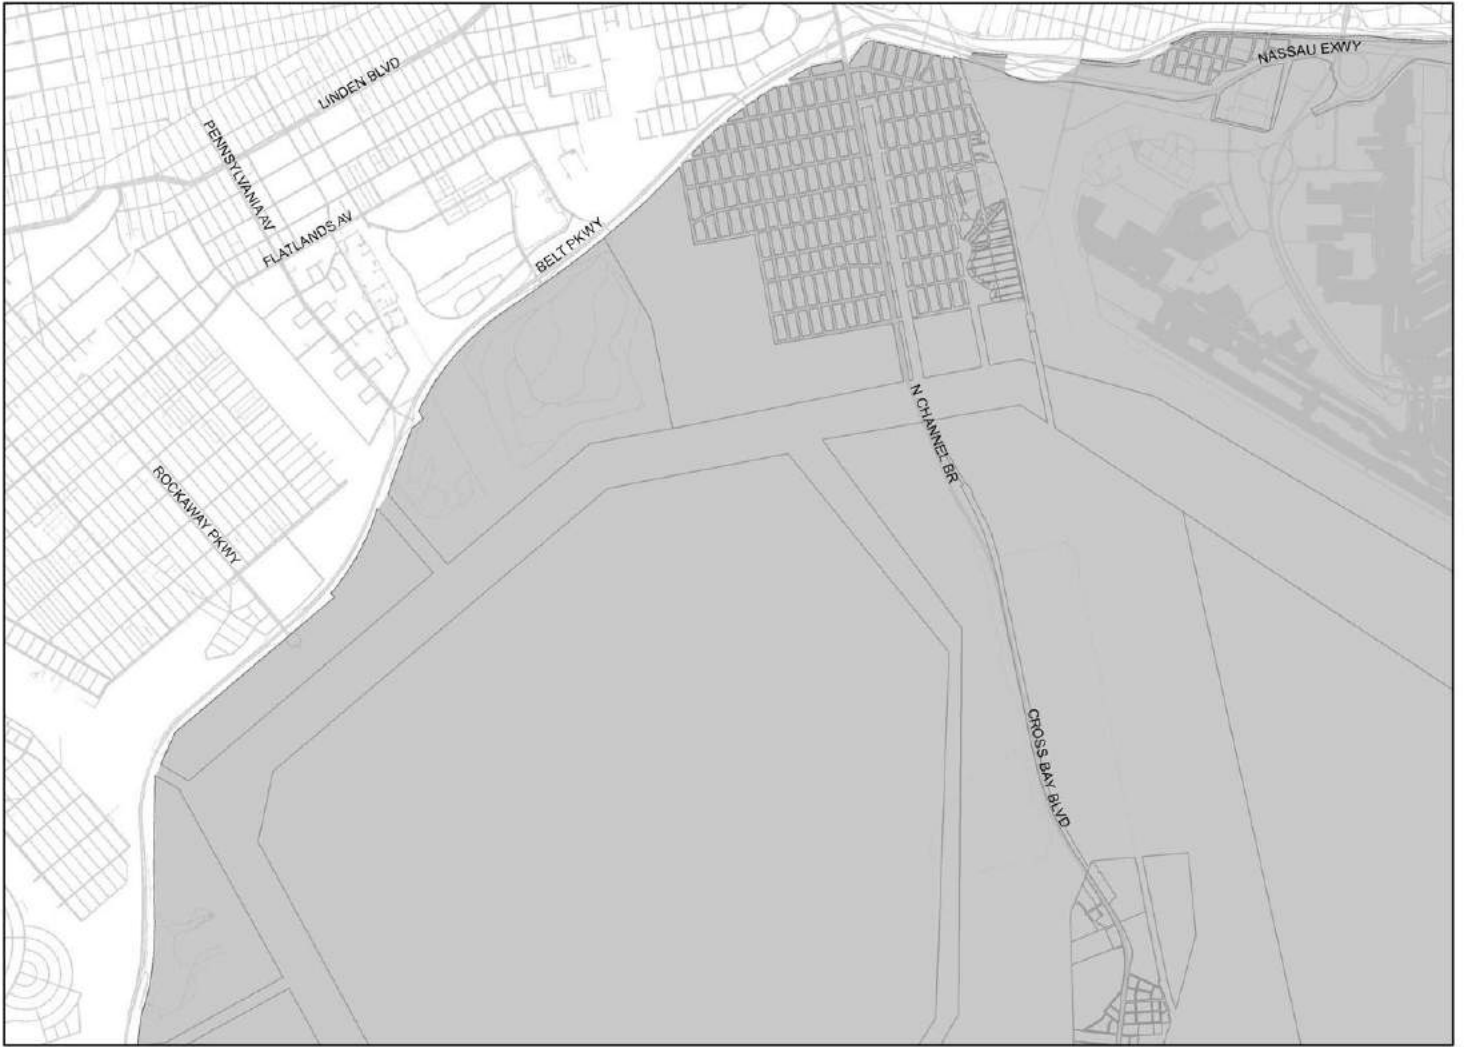 NASSAU EXWY
LINDEN BLVD
PENNSYLVANIA AV
FLATLANDS AV
BELT PKWY
N CHANNEL BR
ROCKAWAY PKWY
CROSS BAY BLVD